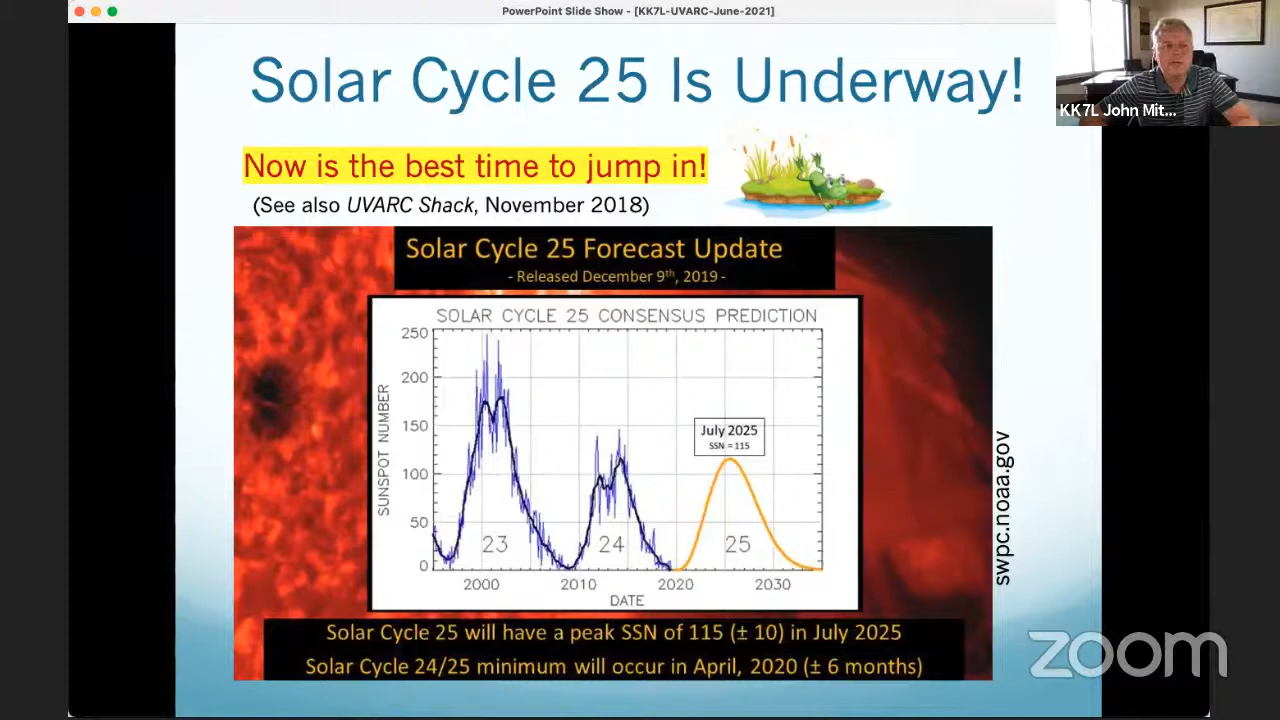 PowerPoint Slide Show - [KK7L-UVARC-June-2021]
Solar Cycle 25 Is Underway!
KK7L John Mit...
Now is the best time to jump in!
(See also UVARC Shack, November 2018)
Solar Cycle 25 Forecast Update
- Released December 9th, 2019 -
SOLAR CYCLE 25 CONSENSUS PREDICTION
SUNSPOT NUMBER
250
200
150
100
50
0
July 2025
SSN = 115
23
24
25
2000
2010
2020
2030
DATE
swpc.noaa.gov
Solar Cycle 25 will have a peak SSN of 115 (± 10) in July 2025
Solar Cycle 24/25 minimum will occur in April, 2020 (± 6 months)
zoom